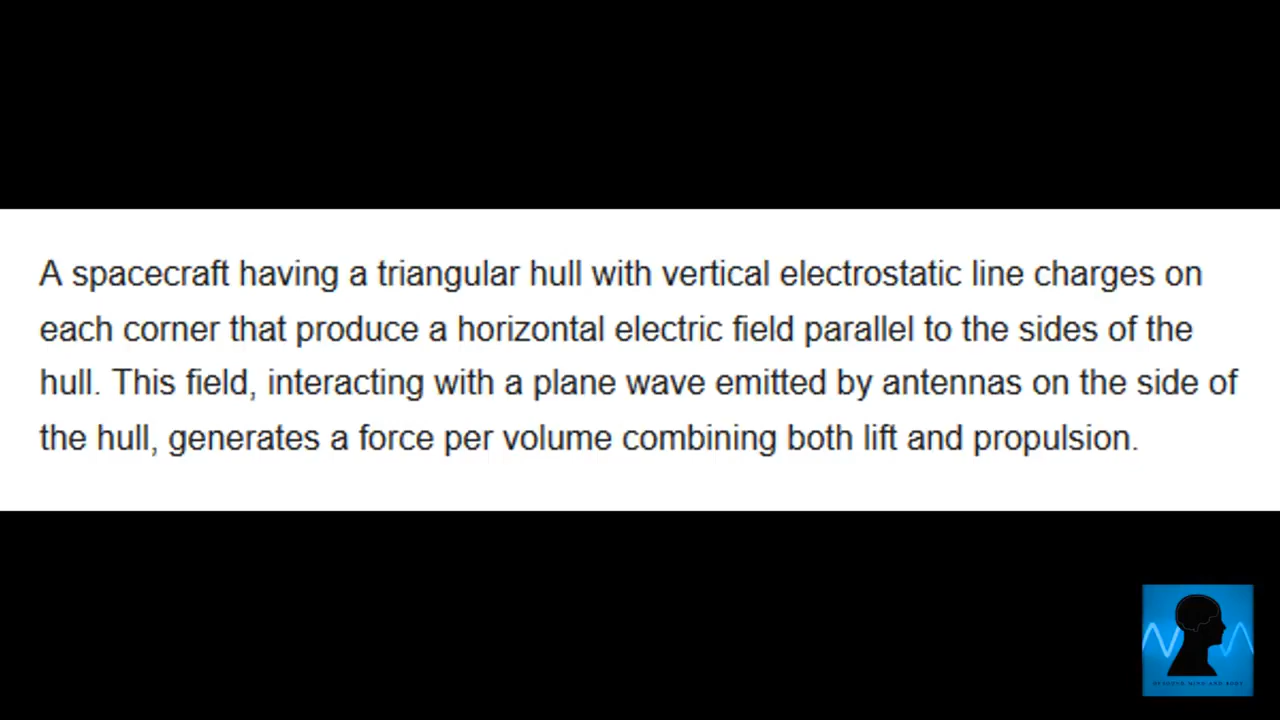 A spacecraft having a triangular hull with vertical electrostatic line charges on
each corner that produce a horizontal electric field parallel to the sides of the
hull. This field, interacting with a plane wave emitted by antennas on the side of
the hull, generates a force per volume combining both lift and propulsion.